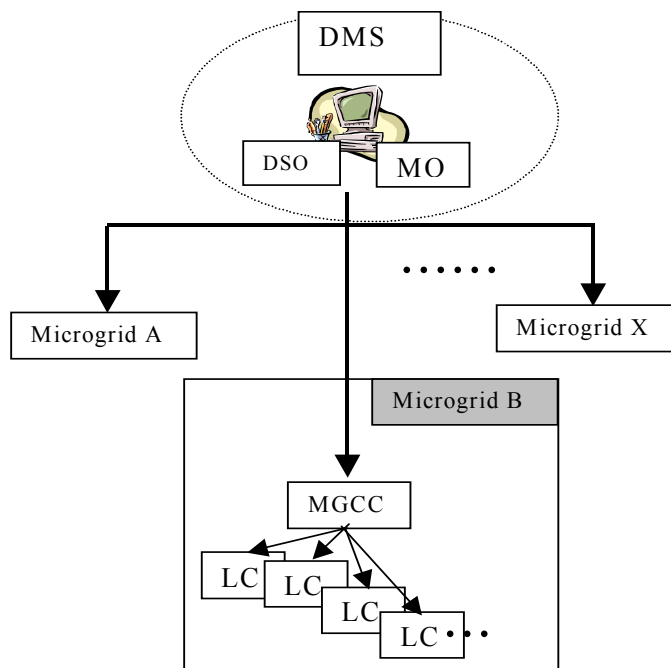 DMS
DSO
MO
......
Microgrid A
Microgrid X
Microgrid B
MGCC
LC
LC
LC
LC...